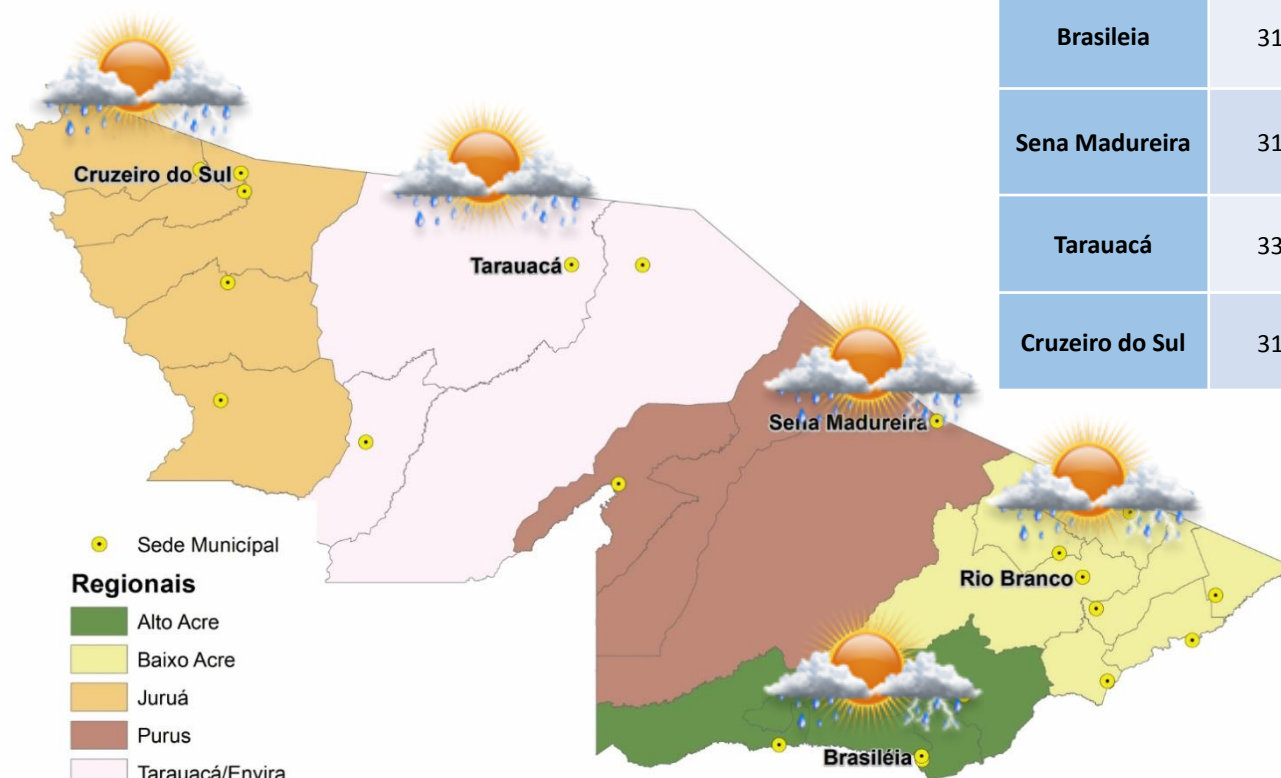 Brasileia 31
Sena Madureira 31
Tarauacá 33
Cruzeiro do Sul 31
Cruzeiro do Sul
Tarauacá
Sena Madureira
Rio Branco
Brasiléia
Sede Municípal
Regionais
Alto Acre
Baixo Acre
Juruá
Purus
Tarauacá/Envira